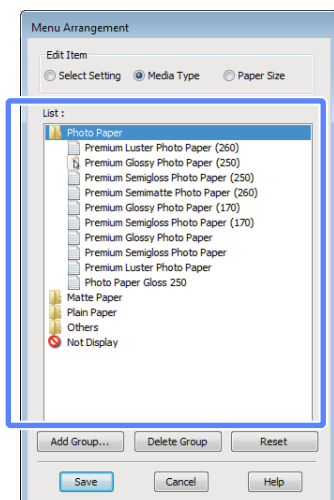 Menu Arrangement
Edit Item
Select Setting Media Type Paper Size
List :
Photo Paper
Premium Luster Photo Paper (260)
Premium Glossy Photo Paper (250)
Premium Semigloss Photo Paper (250)
Premium Semimatte Photo Paper (260)
Premium Glossy Photo Paper (170)
Premium Semigloss Photo Paper (170)
Premium Glossy Photo Paper
Premium Semigloss Photo Paper
Premium Luster Photo Paper
Photo Paper Gloss 250
Matte Paper
Plain Paper
Others
Not Display
Add Group... Delete Group Reset
Save Cancel Help